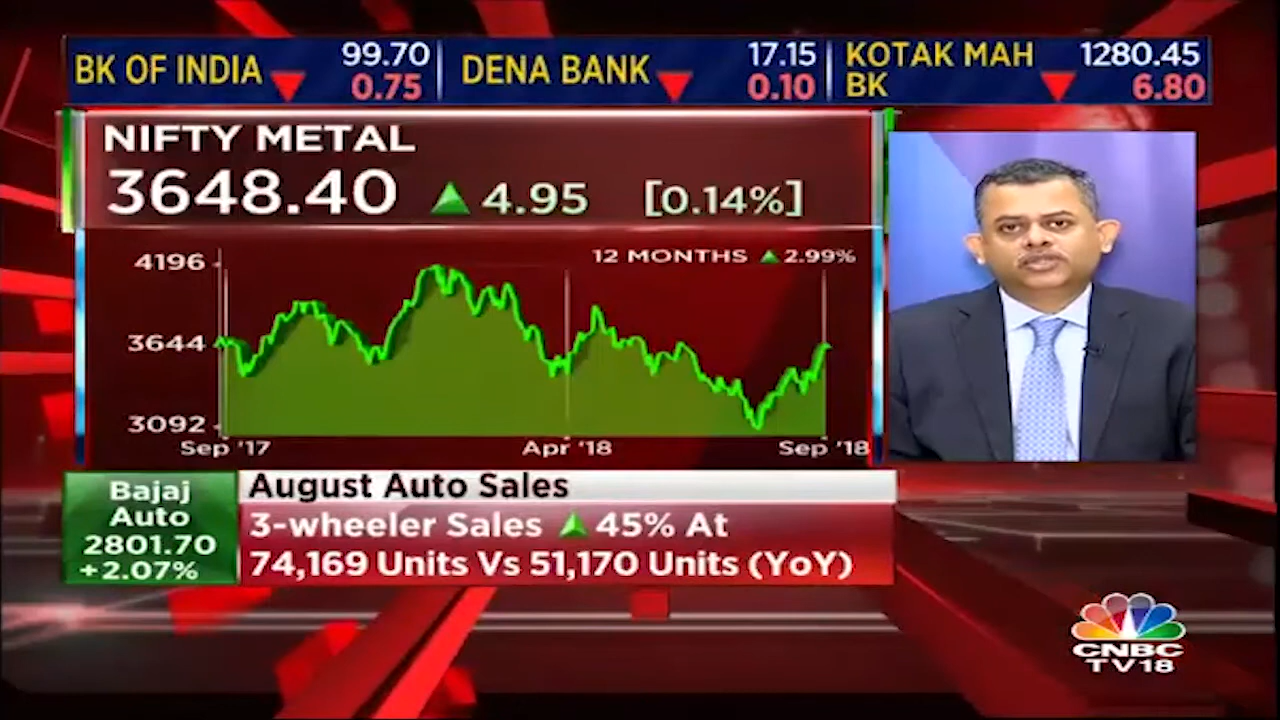 BK OF INDIA 99.70 0.75
DENA BANK 17.15 0.10
KOTAK MAH BK 1280.45 6.80
NIFTY METAL
3648.40 4.95 [0.14%]
12 MONTHS 2.99%
4196
3644
3092
Sep '17 Apr '18 Sep '18
Bajaj
Auto
2801.70
+2.07%
August Auto Sales
3-wheeler Sales 45% At
74,169 Units Vs 51,170 Units (YoY)
CNBC
TV18